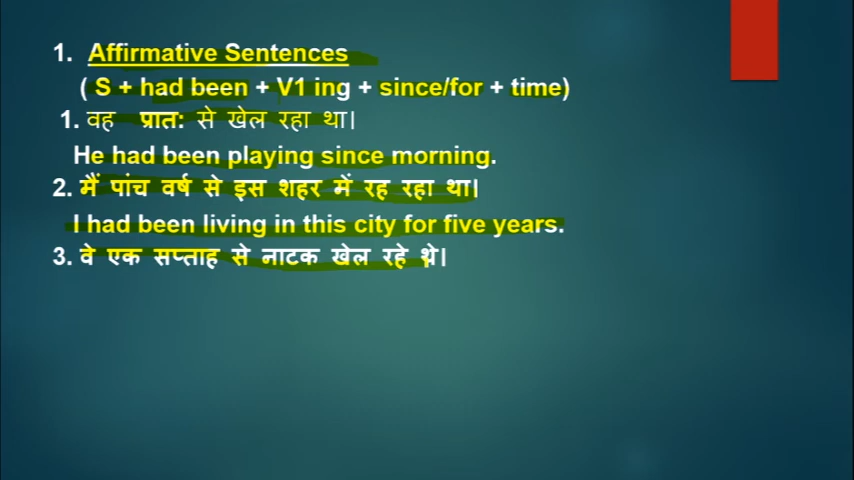 1. Affirmative Sentences
( S + had been + V1 ing + since/for + time)
1. वह प्रात: से खेल रहा था।
He had been playing since morning.
2. मैं पांच वर्ष से इस शहर में रह रहा था।
I had been living in this city for five years.
3. वे एक सप्ताह से नाटक खेल रहे थे।